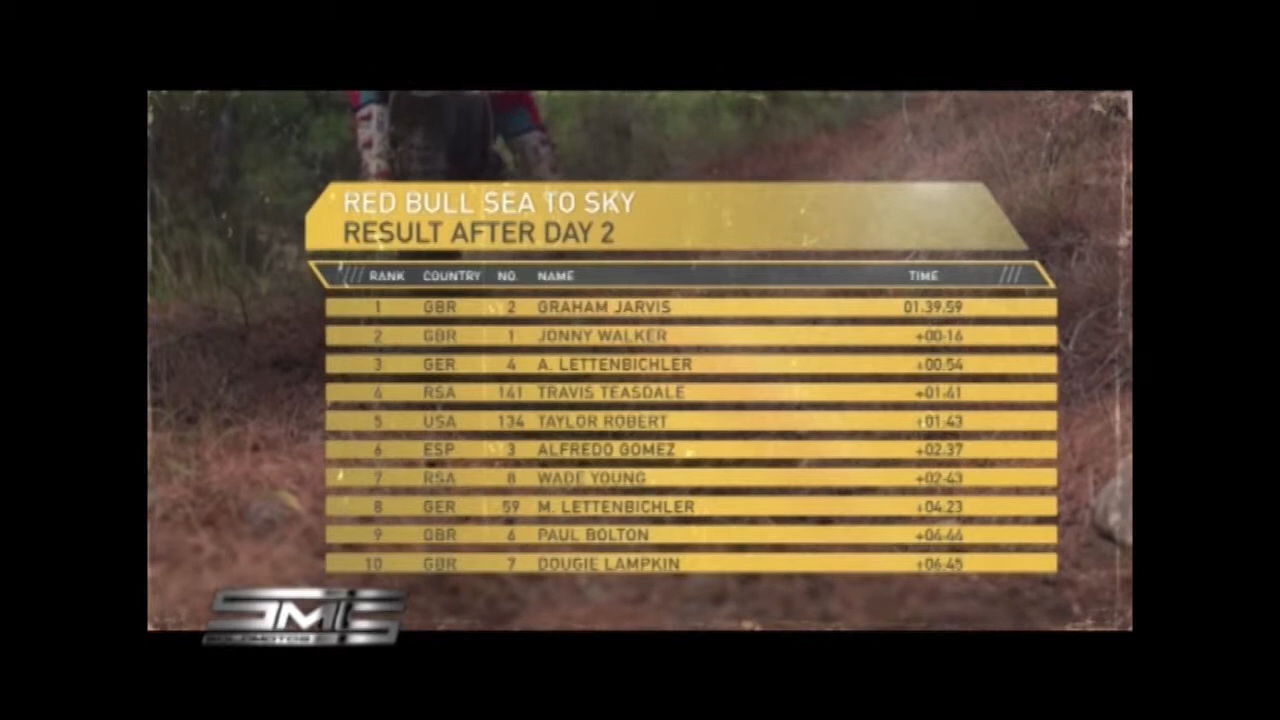 RED BULL SEA TO SKY
RESULT AFTER DAY 2
RANK COUNTRY NO. NAME TIME
1 GBR 2 GRAHAM JARVIS 01.39.59
2 GBR 1 JONNY WALKER +00.16
3 GER 4 A. LETTENBICHLER +00.54
4 RSA 141 TRAVIS TEASDALE +01.41
5 USA 134 TAYLOR ROBERT +01.43
6 ESP 3 ALFREDO GOMEZ +02.37
7 RSA 8 WADE YOUNG +02.43
8 GER 59 M. LETTENBICHLER +04.23
9 GBR 6 PAUL BOLTON +04.44
10 GBR 7 DOUGIE LAMPKIN +06.45
SMS
SOLOMOTOS